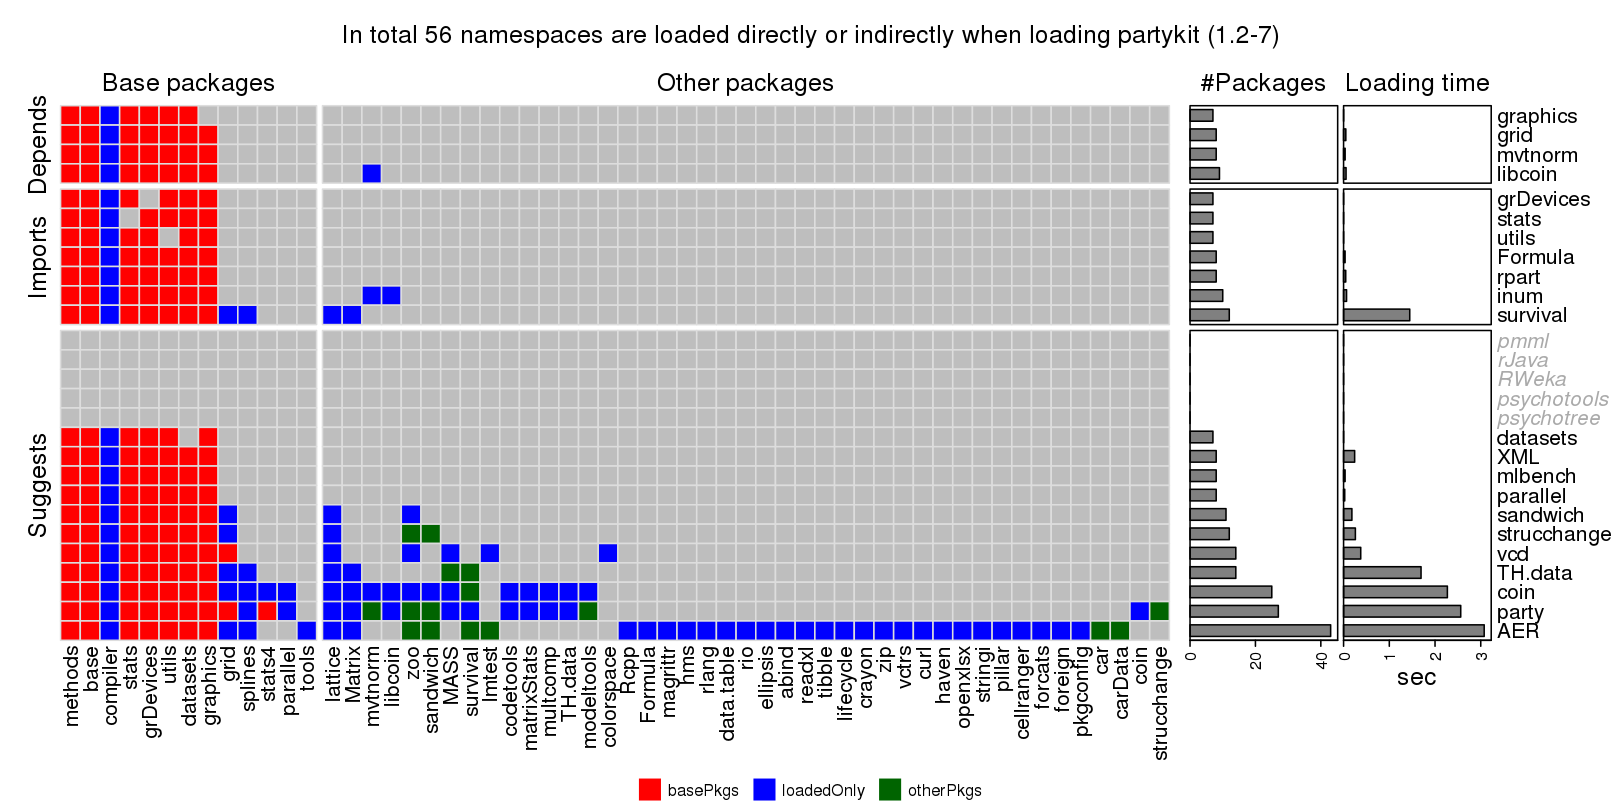 In total 56 namespaces are loaded directly or indirectly when loading partykit (1.2-7)
Base packages
Other packages
#Packages
Loading time
Depends
graphics
grid
mvtnorm
libcoin
Imports
grDevices
stats
utils
Formula
rpart
inum
survival
Suggests
pmml
rJava
RWeka
psychotools
psychotree
datasets
XML
mlbench
parallel
sandwich
strucchange
vcd
TH.data
coin
party
AER
methods
base
compiler
stats
grDevices
utils
datasets
graphics
grid
splines
stats4
parallel
tools
lattice
Matrix
mvtnorm
libcoin
zoo
sandwich
MASS
survival
lmtest
codetools
matrixStats
multcomp
TH.data
modeltools
colorspace
Rcpp
Formula
magrittr
hms
rlang
data.table
rio
ellipsis
abind
readxl
tibble
lifecycle
crayon
zip
vctrs
curl
haven
openxlsx
stringi
pillar
cellranger
forcats
foreign
pkgconfig
car
carData
coin
strucchange
0
20
40
0
1
2
3
sec
basePkgs
loadedOnly
otherPkgs